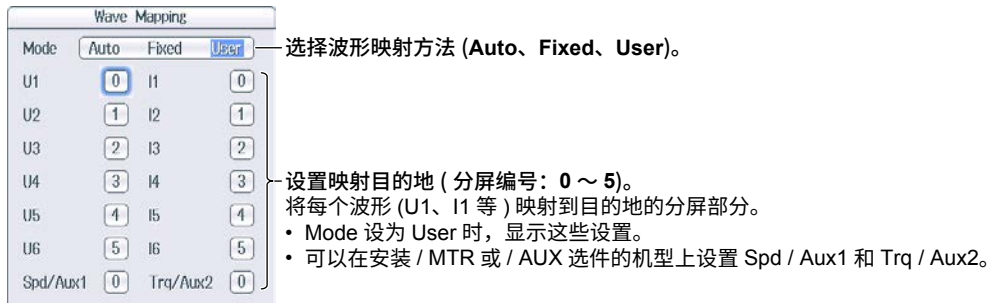 Wave Mapping
Mode Auto Fixed User
选择波形映射方法 (Auto、Fixed、User)。
U1 0 I1 0
U2 1 I2 1
U3 2 I3 2
U4 3 I4 3
U5 4 I5 4
U6 5 I6 5
Spd/Aux1 0 Trq/Aux2 0
设置映射目的地 ( 分屏编号：0 ～ 5)。
将每个波形 (U1、I1 等 ) 映射到目的地的分屏部分。
• Mode 设为 User 时，显示这些设置。
• 可以在安装 / MTR 或 / AUX 选件的机型上设置 Spd / Aux1 和 Trq / Aux2。